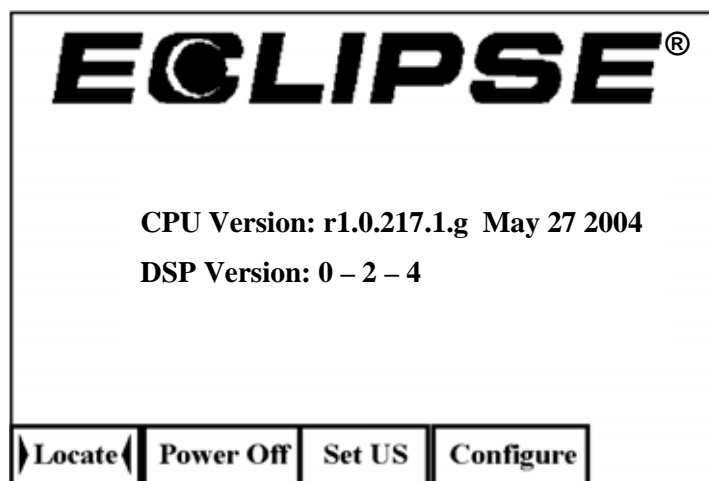 ECLIPSE®
CPU Version: r1.0.217.1.g May 27 2004
DSP Version: 0 – 2 – 4
Locate Power Off Set US Configure